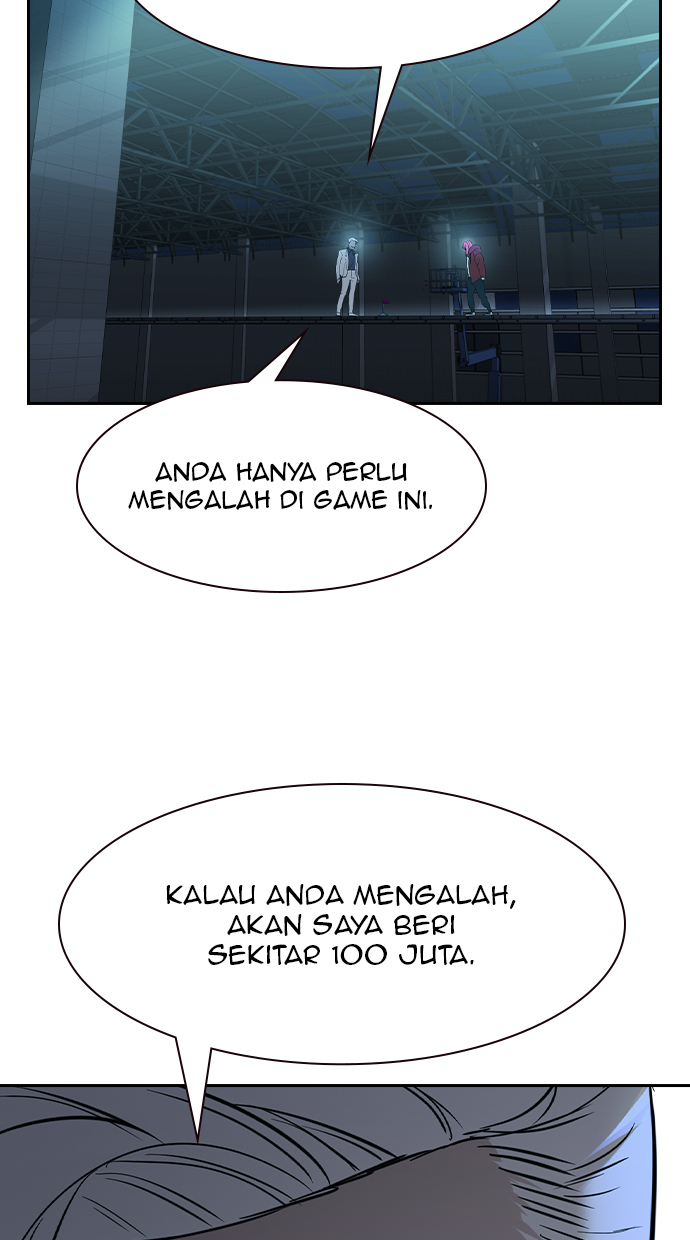 ANDA HANYA PERLU
MENGALAH DI GAME INI.
KALAU ANDA MENGALAH,
AKAN SAYA BERI
SEKITAR 100 JUTA.